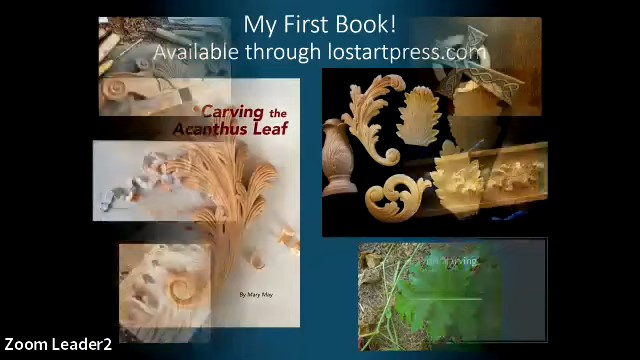 My First Book!
Available through lostartpress.com
Carving the
Acanthus Leaf
By Mary May
Zoom Leader2